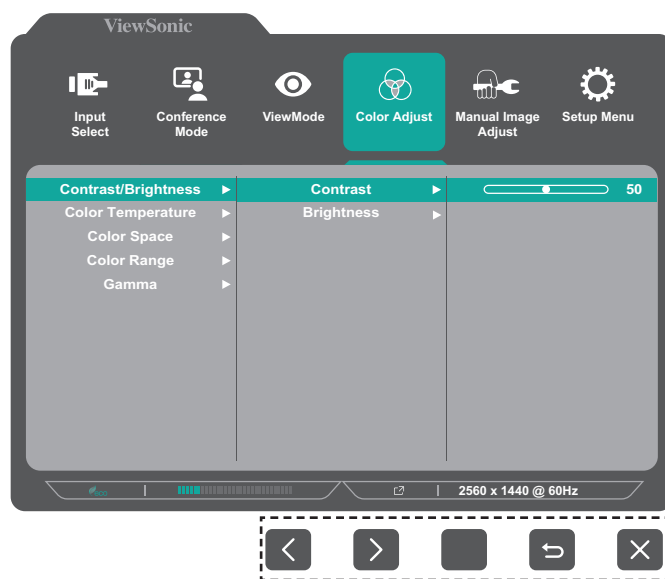 ViewSonic
Input
Select
Conference
Mode
ViewMode
Color Adjust
Manual Image
Adjust
Setup Menu
Contrast/Brightness
Contrast
50
Color Temperature
Brightness
Color Space
Color Range
Gamma
eco
2560 x 1440 @ 60Hz